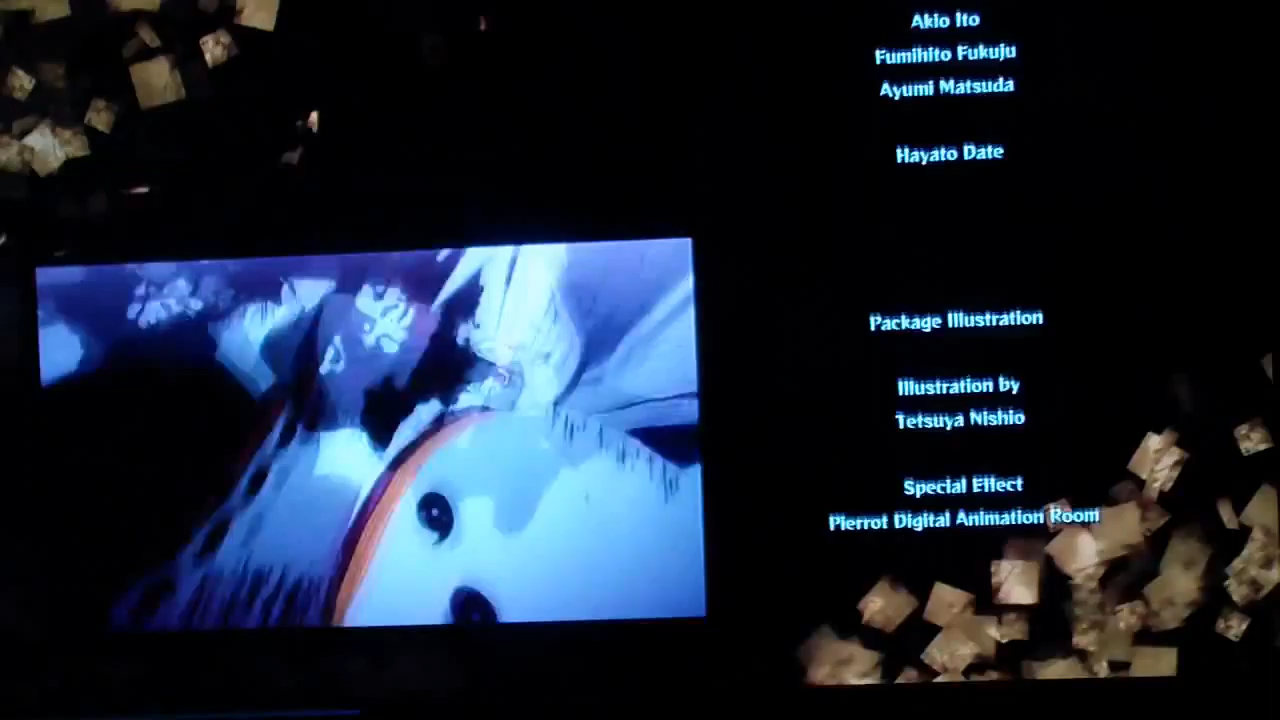 Akio Ito
Fumihito Fukuju
Ayumi Matsuda
Hayato Date
Package Illustration
Illustration by
Tetsuya Nishio
Special Effect
Pierrot Digital Animation Room